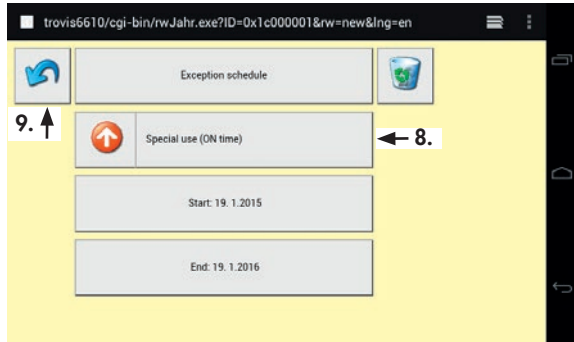 trovis6610/cgi-bin/rwJahr.exe?ID=0x1c000001&rw=new&lng=en
Exception schedule
9.
Special use (ON time)
8.
Start: 19. 1.2015
End: 19. 1.2016